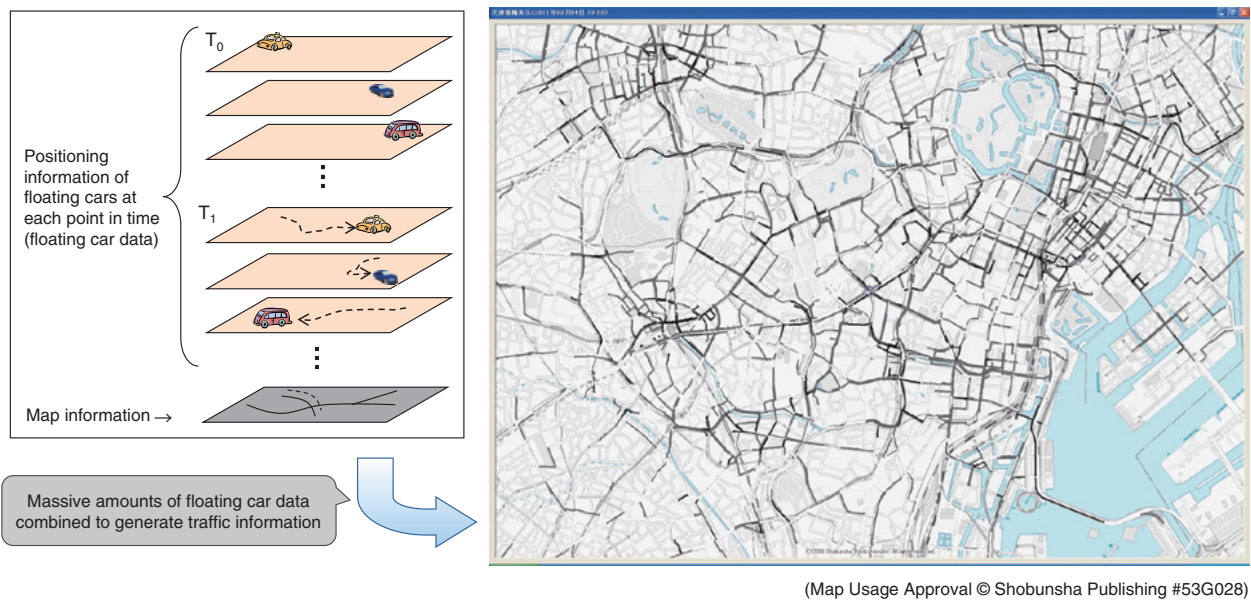 T0
Positioning
information of
floating cars at
each point in time
(floating car data)
T1
Map information →
Massive amounts of floating car data
combined to generate traffic information
(Map Usage Approval © Shobunsha Publishing #53G028)